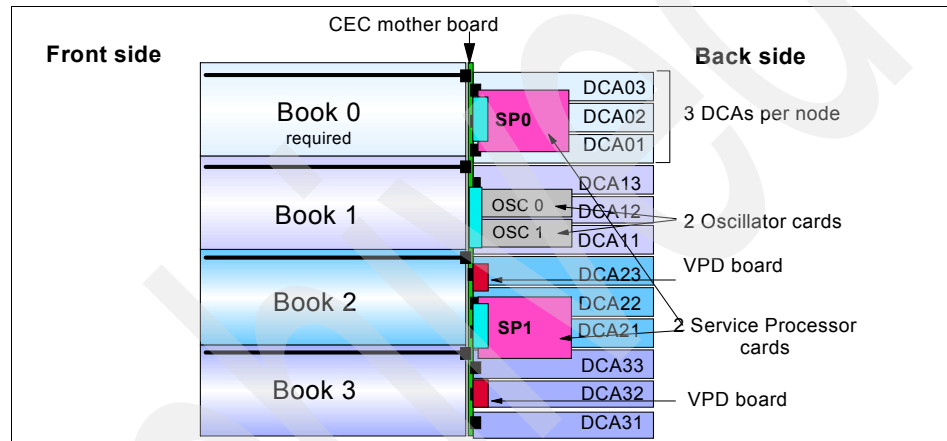 CEC mother board
Front side
Back side
Book 0
required
SP0
DCA03
DCA02
DCA01
3 DCAs per node
Book 1
OSC 0
OSC 1
DCA13
DCA12
DCA11
2 Oscillator cards
VPD board
Book 2
DCA23
DCA22
DCA21
SP1
2 Service Processor
cards
Book 3
DCA33
DCA32
DCA31
VPD board